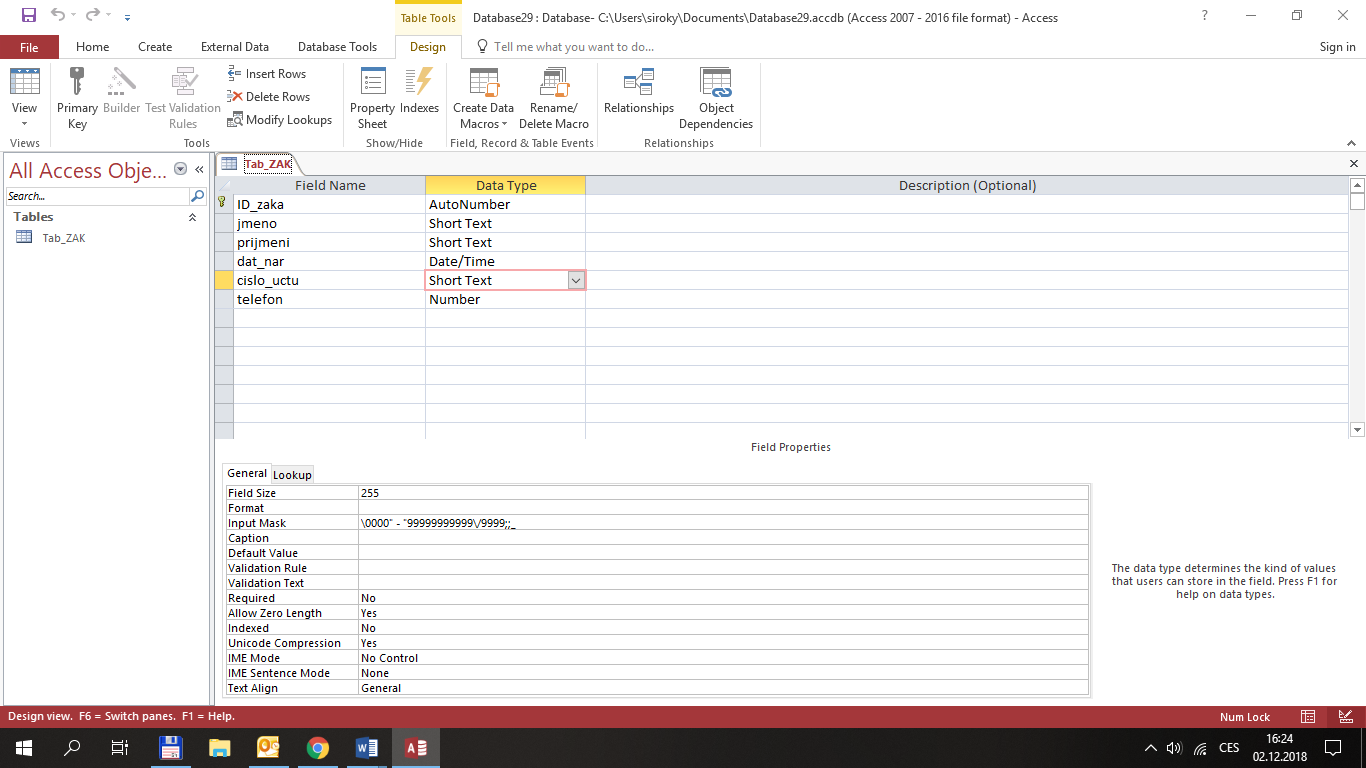 Table Tools
Database29 : Database- C:\Users\siroky\Documents\Database29.accdb (Access 2007 - 2016 file format) - Access
?
File
Home
Create
External Data
Database Tools
Design
Tell me what you want to do...
Sign in
View
Primary Key
Builder
Test Validation Rules
Insert Rows
Delete Rows
Modify Lookups
Property Sheet
Indexes
Create Data Macros
Rename/ Delete Macro
Relationships
Object Dependencies
Views
Tools
Show/Hide
Field, Record & Table Events
Relationships
All Access Obje...
Search...
Tables
Tab_ZAK
Tab_ZAK
Field Name Data Type Description (Optional)
ID_zaka AutoNumber
jmeno Short Text
prijmeni Short Text
dat_nar Date/Time
cislo_uctu Short Text
telefon Number
Field Properties
General Lookup
Field Size 255
Format
Input Mask \0000" - "99999999999\/9999;;_
Caption
Default Value
Validation Rule
Validation Text
Required No
Allow Zero Length Yes
Indexed No
Unicode Compression Yes
IME Mode No Control
IME Sentence Mode None
Text Align General
The data type determines the kind of values
that users can store in the field. Press F1 for
help on data types.
Design view. F6 = Switch panes. F1 = Help.
Num Lock
CES
16:24
02.12.2018